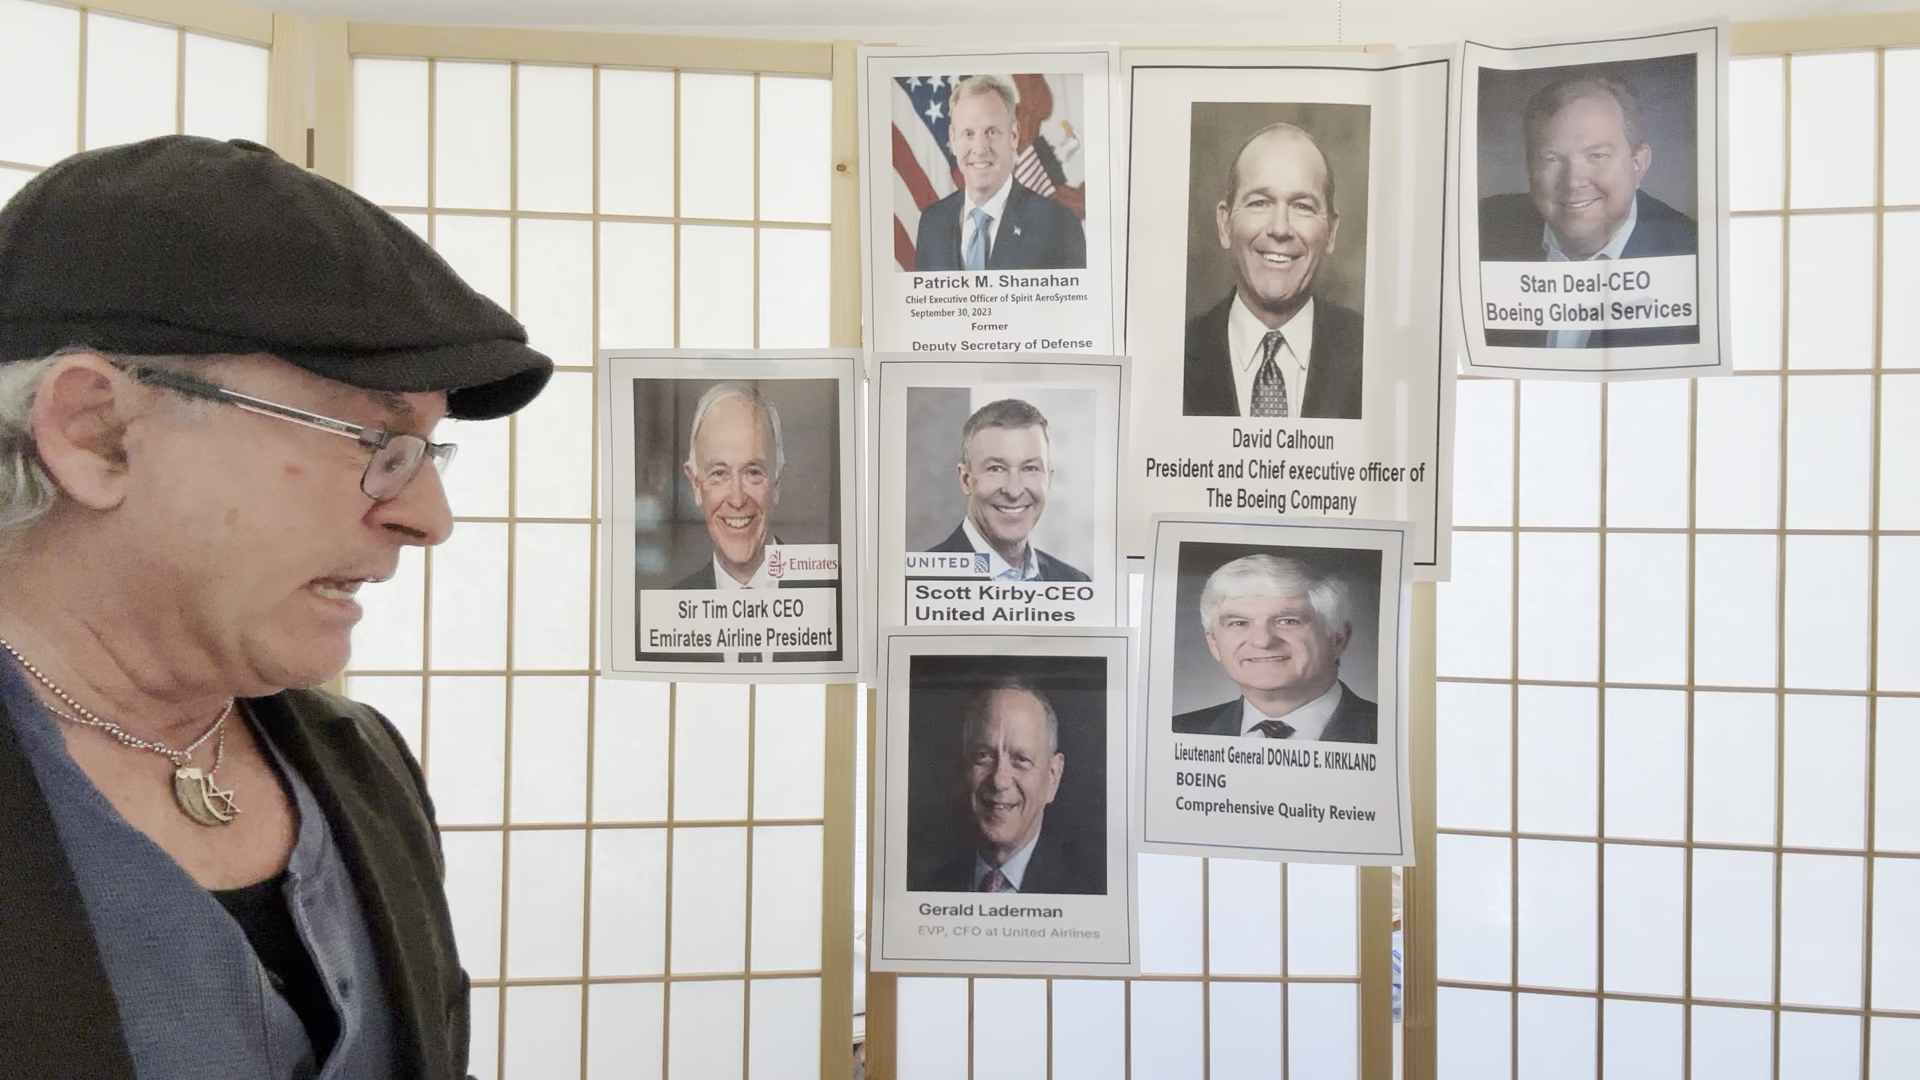 Patrick M. Shanahan
Chief Executive Officer of Spirit AeroSystems
September 30, 2023
Former
Deputy Secretary of Defense
David Calhoun
President and Chief executive officer of
The Boeing Company
Stan Deal-CEO
Boeing Global Services
Emirates
Sir Tim Clark CEO
Emirates Airline President
UNITED
Scott Kirby-CEO
United Airlines
Lieutenant General DONALD E. KIRKLAND
BOEING
Comprehensive Quality Review
Gerald Laderman
EVP, CFO at United Airlines
LACOSTE